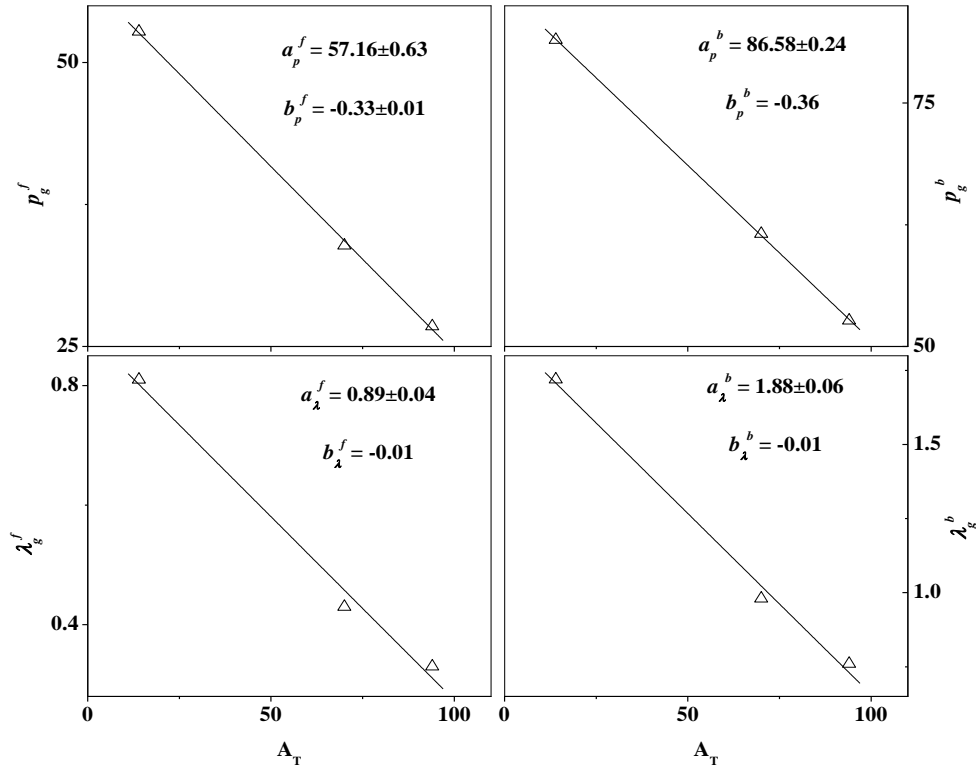 a_p^f = 57.16±0.63
b_p^f = -0.33±0.01
50
25
p_g^f
a_p^b = 86.58±0.24
b_p^b = -0.36
75
50
p_g^b
a_λ^f = 0.89±0.04
b_λ^f = -0.01
0.8
0.4
λ_g^f
0
50
100
A_T
a_λ^b = 1.88±0.06
b_λ^b = -0.01
1.5
1.0
λ_g^b
0
50
100
A_T